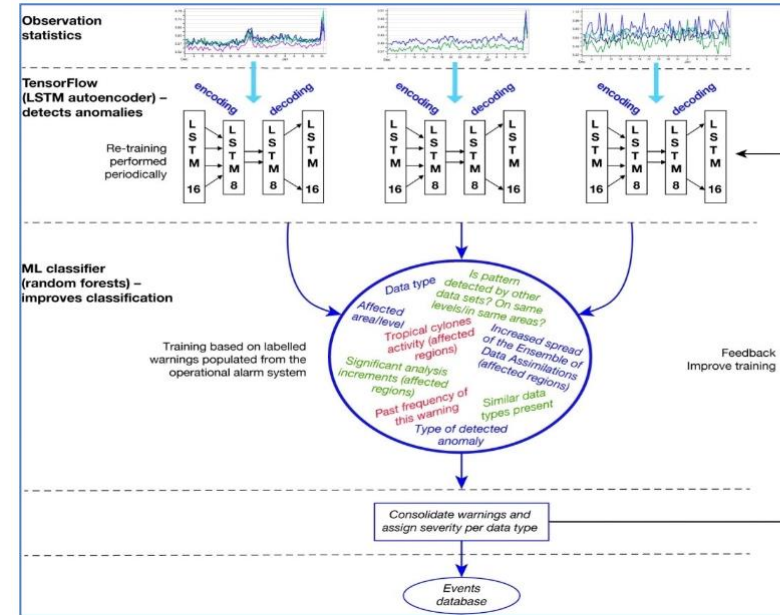 Observation
statistics
TensorFlow
(LSTM autoencoder) –
detects anomalies
encoding
decoding
encoding
decoding
encoding
decoding
Re-training
performed
periodically
LSTM 16
LSTM 8
LSTM 8
LSTM 16
LSTM 16
LSTM 8
LSTM 8
LSTM 16
LSTM 16
LSTM 8
LSTM 8
LSTM 16
ML classifier
(random forests) –
improves classification
Training based on labelled
warnings populated from the
operational alarm system
Data type
Is pattern
detected by other
data sets? On same
levels/in same areas?
Affected
area/level
Tropical cylones
activity (affected
regions)
Increased spread
of the Ensemble of
Data Assimilations
(affected regions)
Significant analysis
increments (affected
regions)
Past frequency of
this warning
Similar data
types present
Type of detected
anomaly
Feedback
Improve training
Consolidate warnings and
assign severity per data type
Events
database